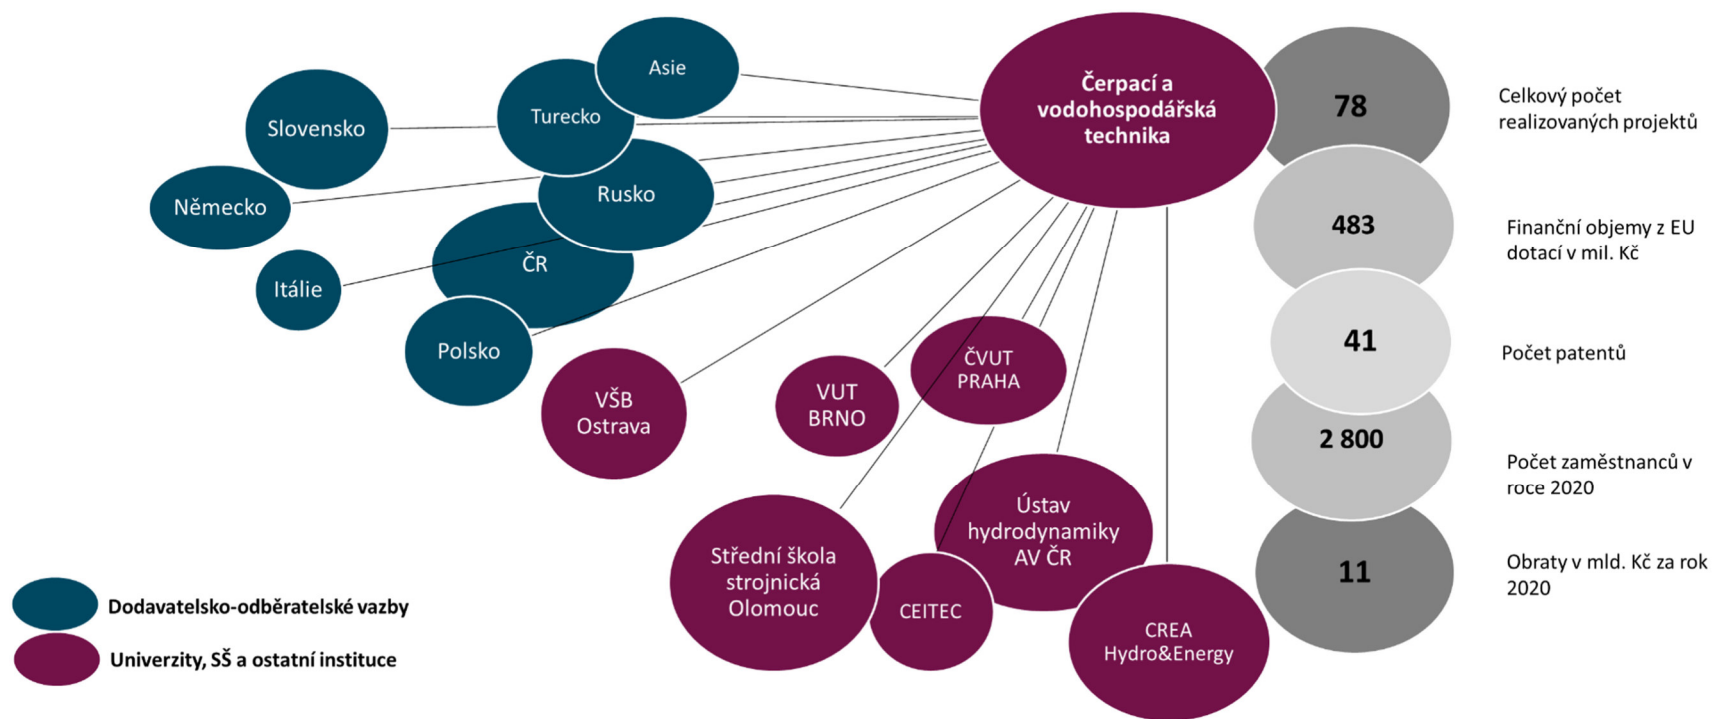 Asie
Turecko
Slovensko
Rusko
Německo
ČR
Itálie
Polsko
Čerpací a
vodohospodářská
technika
78
Celkový počet
realizovaných projektů
483
Finanční objemy z EU
dotací v mil. Kč
41
Počet patentů
2 800
Počet zaměstnanců v
roce 2020
11
Obraty v mld. Kč za rok
2020
VŠB
Ostrava
VUT
BRNO
ČVUT
PRAHA
Střední škola
strojnická
Olomouc
CEITEC
Ústav
hydrodynamiky
AV ČR
CREA
Hydro&Energy
Dodavatelsko-odběratelské vazby
Univerzity, SŠ a ostatní instituce